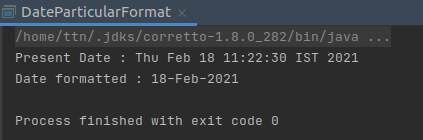 DateParticularFormat ×
/home/ttn/.jdks/corretto-1.8.0_282/bin/java ...
Present Date : Thu Feb 18 11:22:30 IST 2021
Date formatted : 18-Feb-2021
Process finished with exit code 0